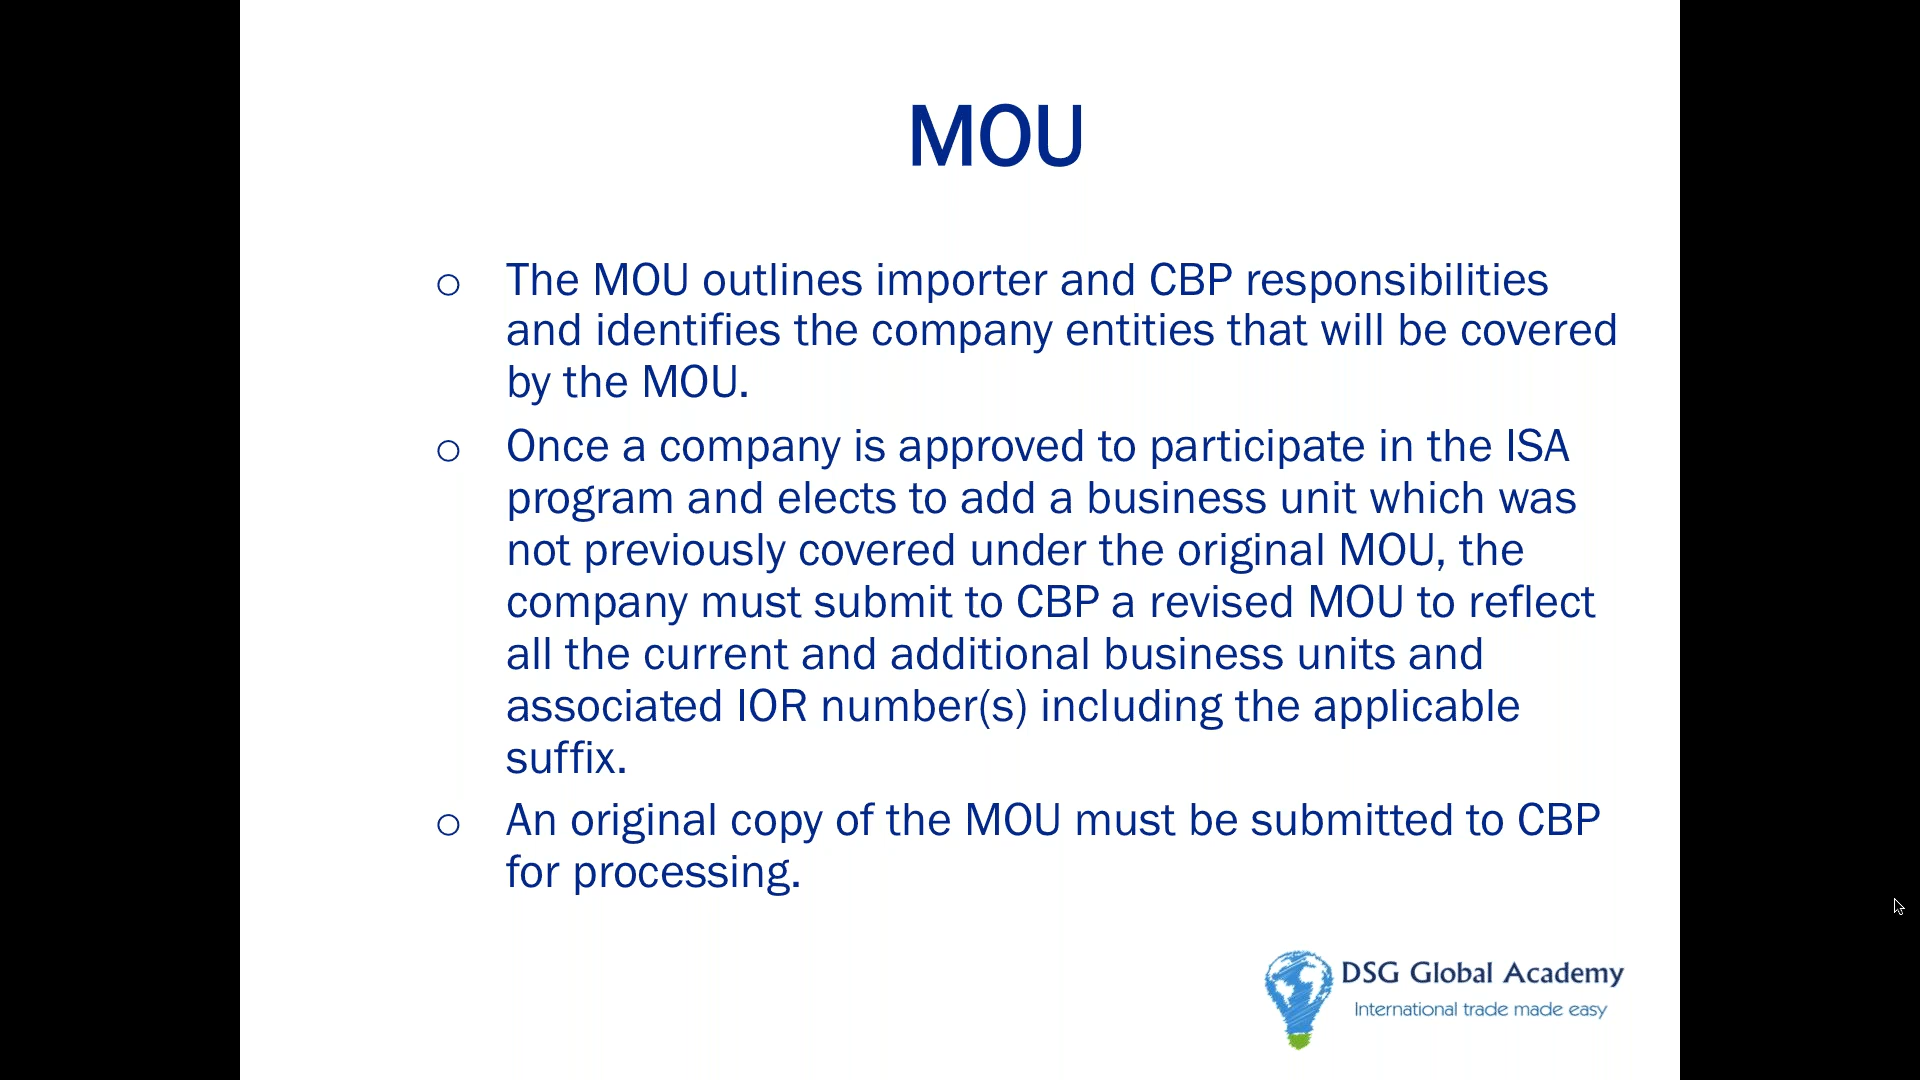 MOU
○ The MOU outlines importer and CBP responsibilities
and identifies the company entities that will be covered
by the MOU.
○ Once a company is approved to participate in the ISA
program and elects to add a business unit which was
not previously covered under the original MOU, the
company must submit to CBP a revised MOU to reflect
all the current and additional business units and
associated IOR number(s) including the applicable
suffix.
○ An original copy of the MOU must be submitted to CBP
for processing.
DSG Global Academy
International trade made easy